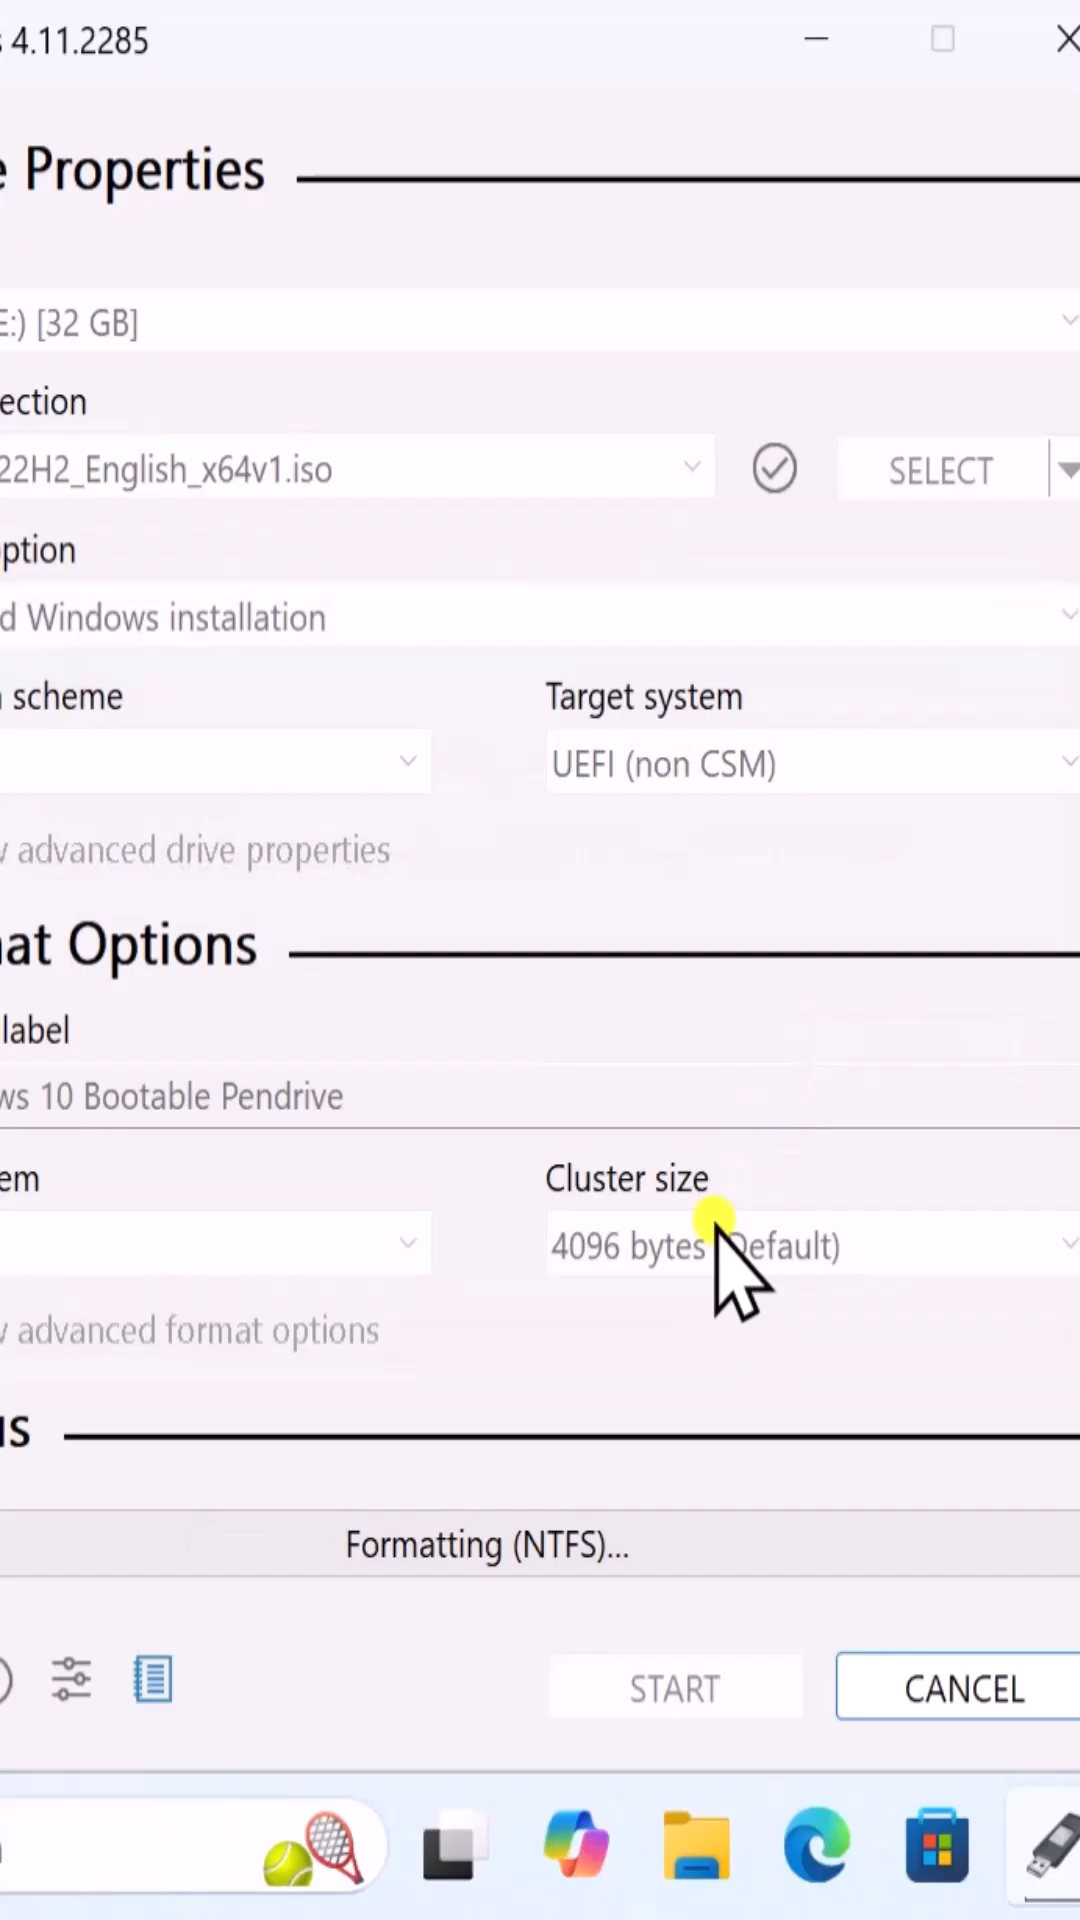 s 4.11.2285
e Properties
E:) [32 GB]
ection
22H2_English_x64v1.iso
SELECT
ption
d Windows installation
scheme
Target system
UEFI (non CSM)
advanced drive properties
at Options
label
ws 10 Bootable Pendrive
em
Cluster size
4096 bytes Default)
advanced format options
us
Formatting (NTFS)...
START
CANCEL